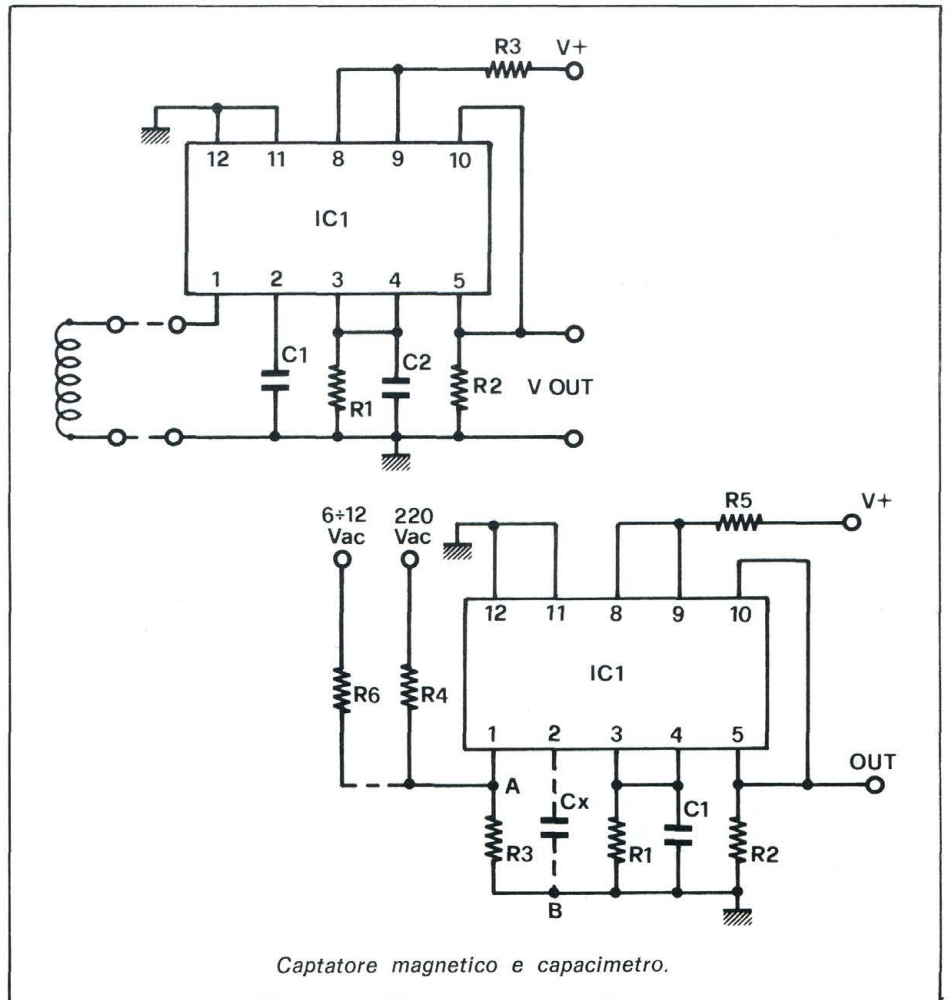 R3 V+
12 11 8 9 10
IC1
1 2 3 4 5
C1 C2
R1 R2 V OUT
R5 V+
6÷12 220
Vac Vac
12 11 8 9 10
IC1
R6 R4
1 2 3 4 5
OUT
A Cx C1
R3 R1 R2
B
Captatore magnetico e capacimetro.